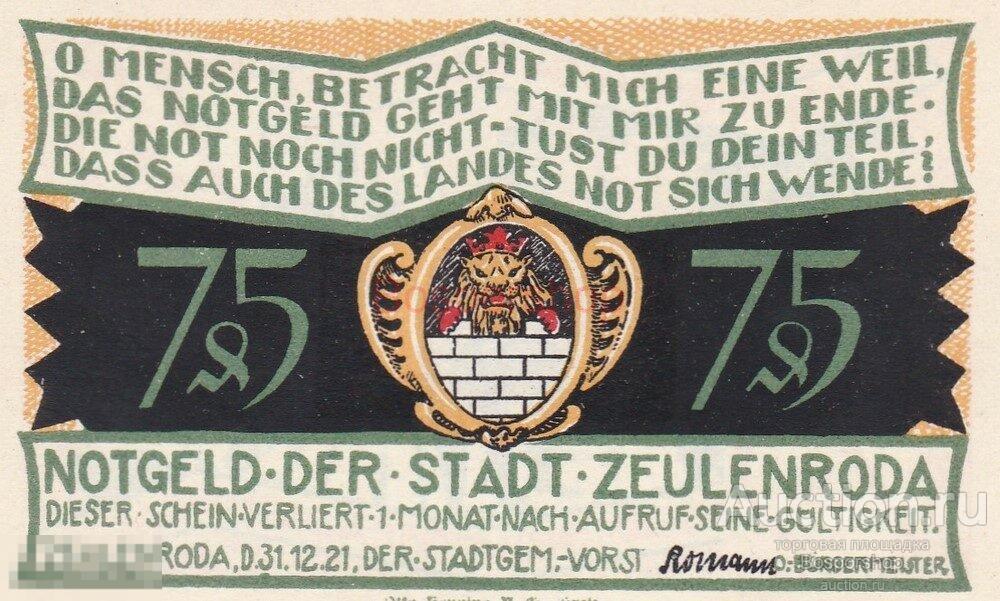 O MENSCH, BETRACHT MICH EINE WEIL,
DAS NOTGELD GEHT MIT MIR ZU ENDE.
DIE NOT NOCH NICHT - TUST DU DEIN TEIL,
DASS AUCH DES LANDES NOT SICH WENDE?
75 75
NOTGELD · DER · STADT · ZEULENRODA
DIESER · SCHEIN · VERLIERT · 1 · MONAT · NACH · AUFRUF · SEINE GÜLTIGKEIT.
RODA, D. 31.12.21, DER · STADTGEM. - VORST
O: BÜRGERMEISTER.
Auction.ru
торговая площадка
Bosporshop
auction.ru